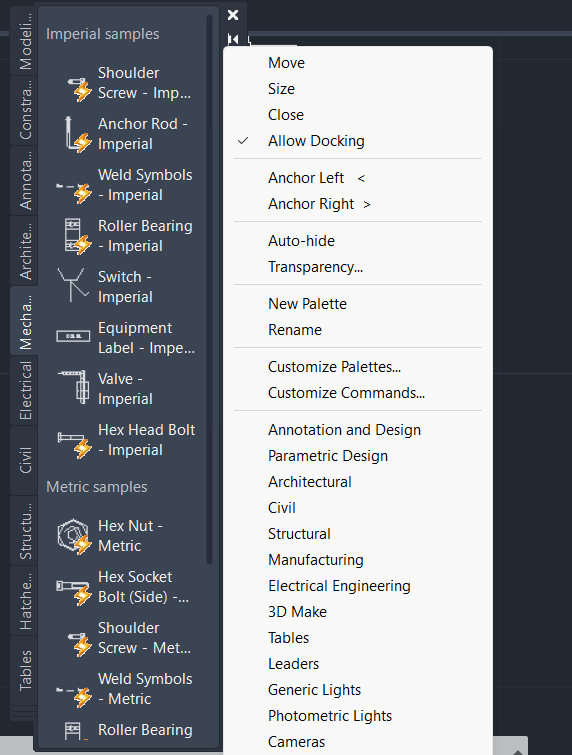 Modeli...
Constra...
Annota...
Archite...
Mecha...
Electrical
Civil
Structu...
Hatche...
Tables
Imperial samples
Shoulder
Screw - Imp...
Anchor Rod -
Imperial
Weld Symbols
- Imperial
Roller Bearing
- Imperial
Switch -
Imperial
Equipment
Label - Impe...
Valve -
Imperial
Hex Head Bolt
- Imperial
Metric samples
Hex Nut -
Metric
Hex Socket
Bolt (Side) -...
Shoulder
Screw - Met...
Weld Symbols
- Metric
Roller Bearing
Move
Size
Close
Allow Docking
Anchor Left <
Anchor Right >
Auto-hide
Transparency...
New Palette
Rename
Customize Palettes...
Customize Commands...
Annotation and Design
Parametric Design
Architectural
Civil
Structural
Manufacturing
Electrical Engineering
3D Make
Tables
Leaders
Generic Lights
Photometric Lights
Cameras